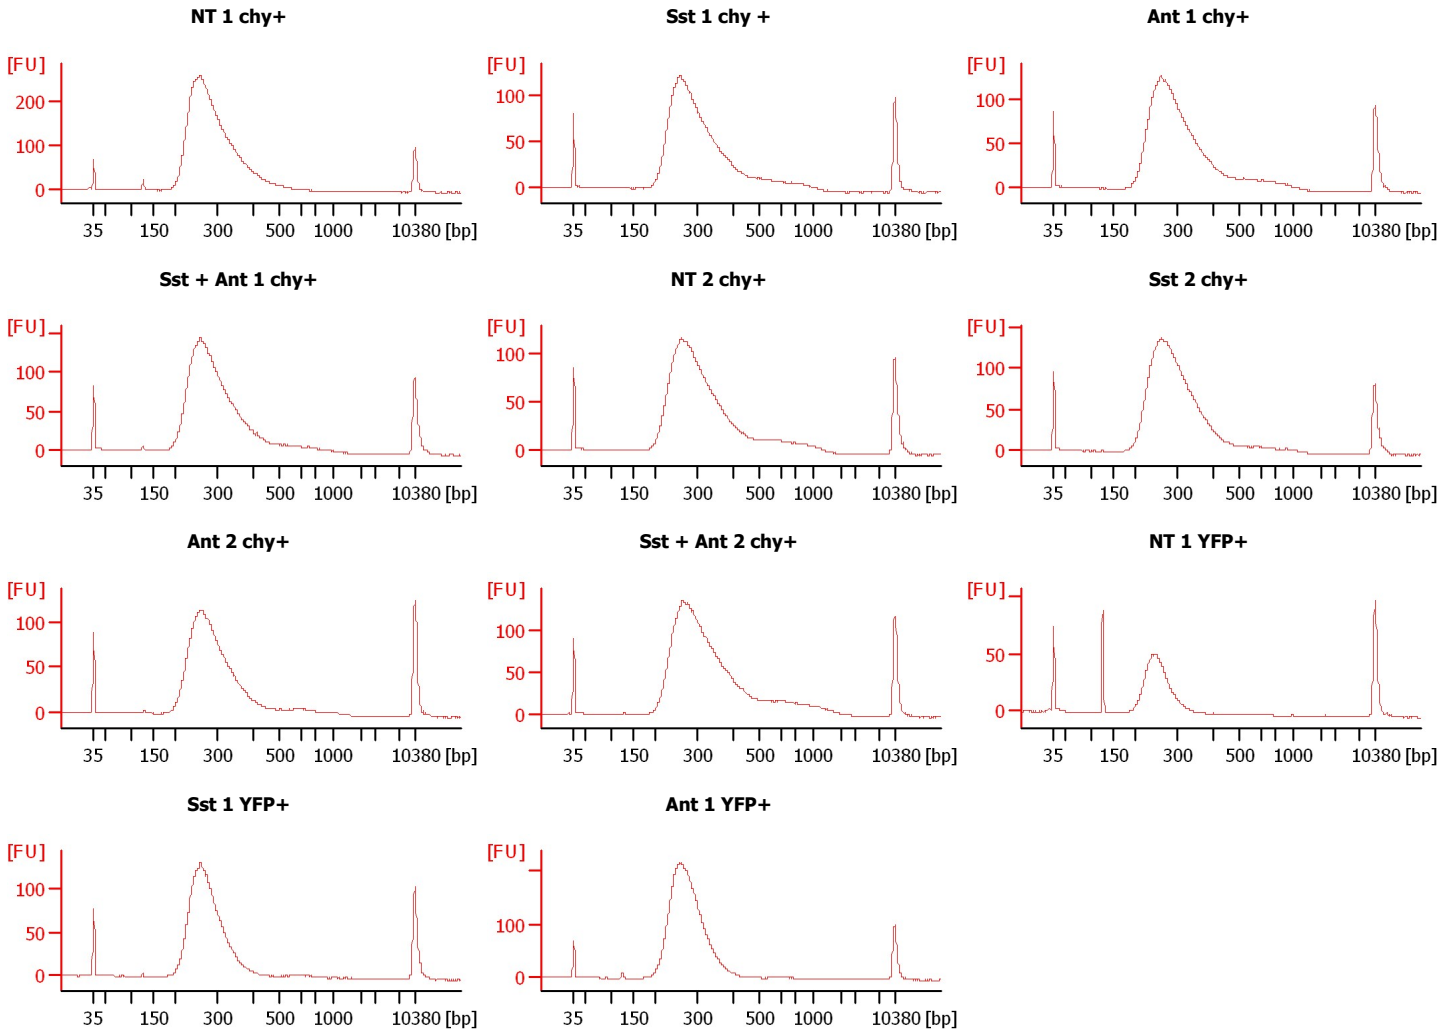 NT 1 chy+
[FU]
200
100
0
35 150 300 500 1000 10380 [bp]
Sst 1 chy +
[FU]
100
50
0
35 150 300 500 1000 10380 [bp]
Ant 1 chy+
[FU]
100
50
0
35 150 300 500 1000 10380 [bp]
Sst + Ant 1 chy+
[FU]
100
50
0
35 150 300 500 1000 10380 [bp]
NT 2 chy+
[FU]
100
50
0
35 150 300 500 1000 10380 [bp]
Sst 2 chy+
[FU]
100
50
0
35 150 300 500 1000 10380 [bp]
Ant 2 chy+
[FU]
100
50
0
35 150 300 500 1000 10380 [bp]
Sst + Ant 2 chy+
[FU]
100
50
0
35 150 300 500 1000 10380 [bp]
NT 1 YFP+
[FU]
50
0
35 150 300 500 1000 10380 [bp]
Sst 1 YFP+
[FU]
100
50
0
35 150 300 500 1000 10380 [bp]
Ant 1 YFP+
[FU]
100
0
35 150 300 500 1000 10380 [bp]